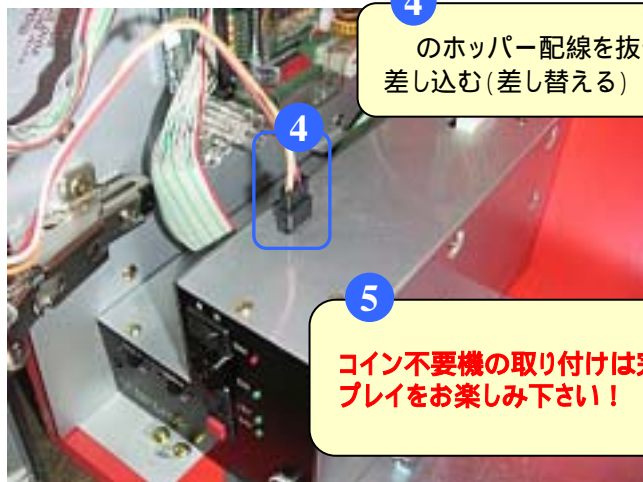 4
のホッパー配線を抜
差し込む(差し替える)
4
5
コイン不要機の取り付けは完
プレイをお楽しみ下さい!